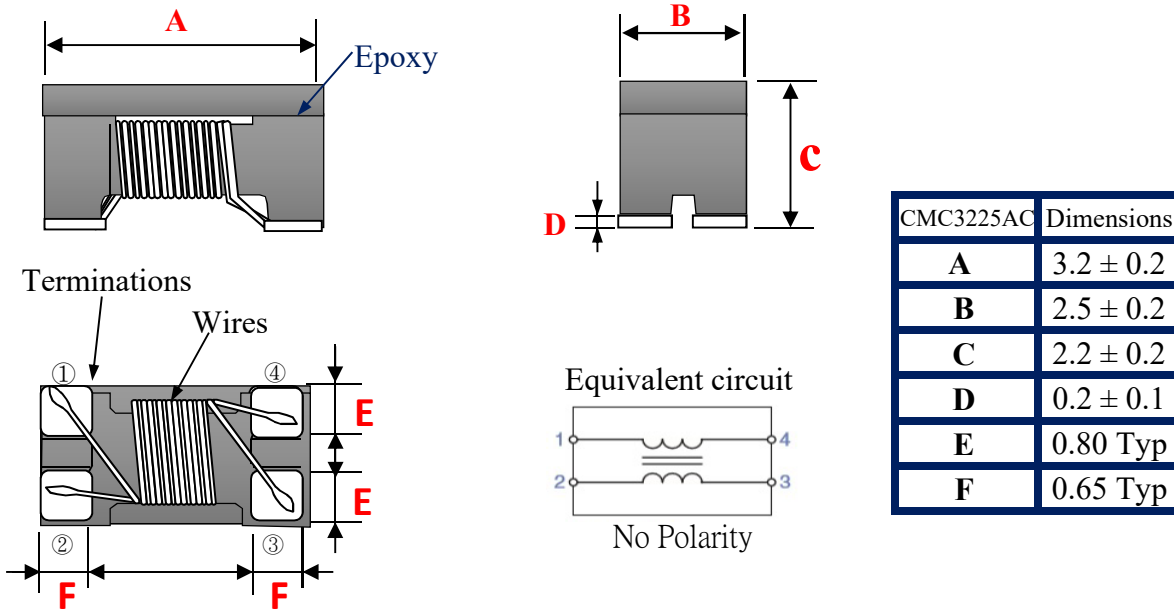 A
Epoxy
B
C
D
Terminations
Wires
①
④
E
E
②
③
F
F
Equivalent circuit
1
4
2
3
No Polarity
CMC3225AC Dimensions
A 3.2 ± 0.2
B 2.5 ± 0.2
C 2.2 ± 0.2
D 0.2 ± 0.1
E 0.80 Typ
F 0.65 Typ